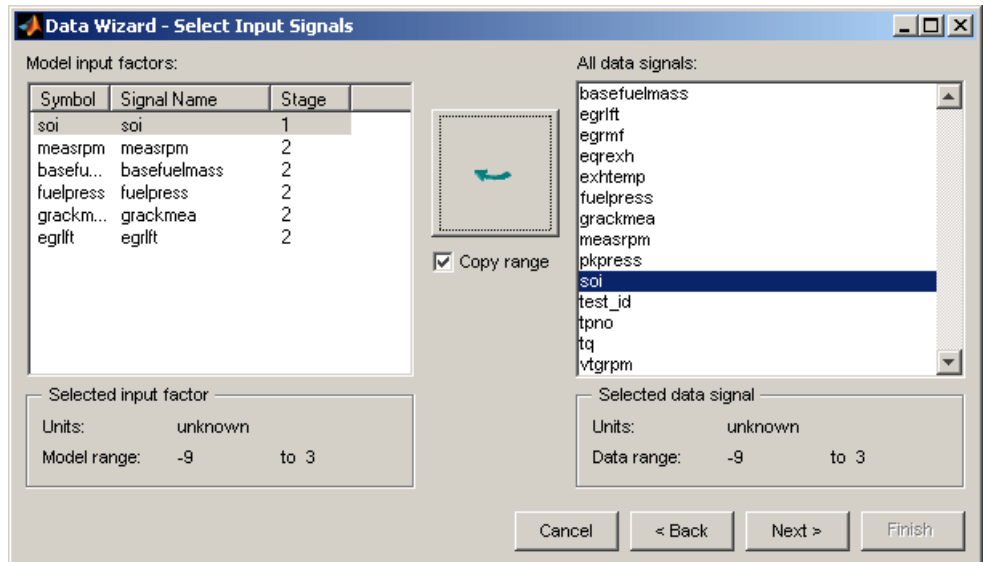 Data Wizard - Select Input Signals
Model input factors:
Symbol Signal Name Stage
soi soi 1
measrpm measrpm 2
basefu... basefuelmass 2
fuelpress fuelpress 2
grackm... grackmea 2
egrlft egrlft 2
Copy range
All data signals:
basefuelmass
egrlft
egrmf
eqrexh
exhtemp
fuelpress
grackmea
measrpm
pkpress
soi
test_id
tpno
tq
vtgrpm
Selected input factor
Units: unknown
Model range: -9 to 3
Selected data signal
Units: unknown
Data range: -9 to 3
Cancel < Back Next > Finish